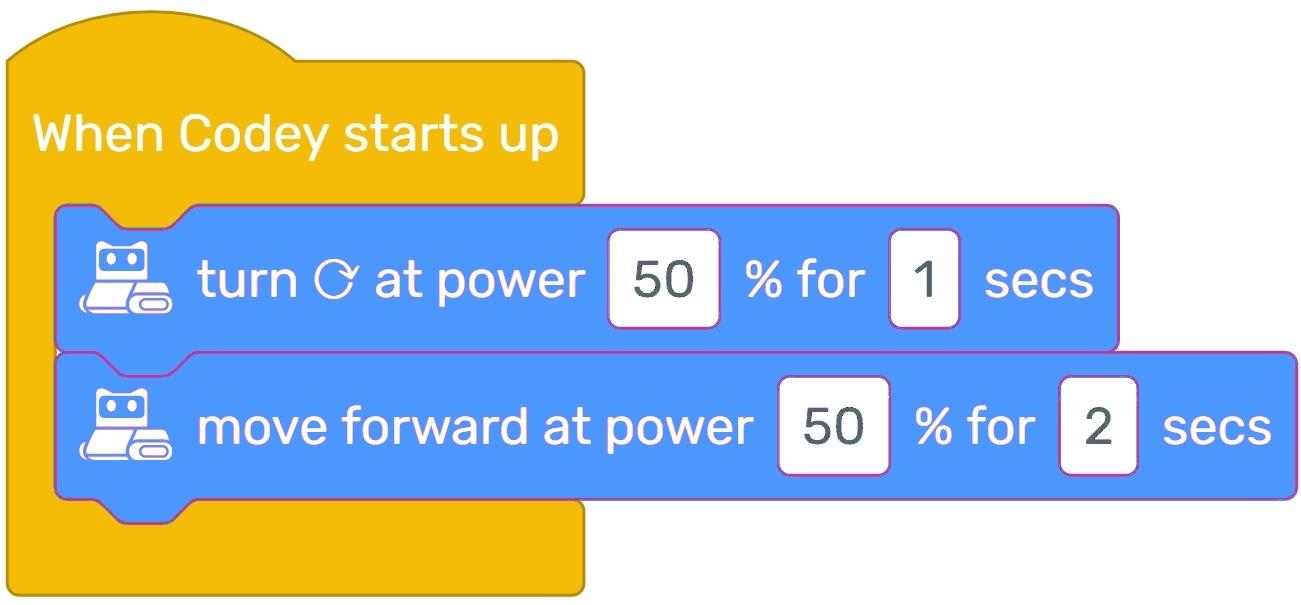 When Codey starts up
turn ↻ at power 50 % for 1 secs
move forward at power 50 % for 2 secs